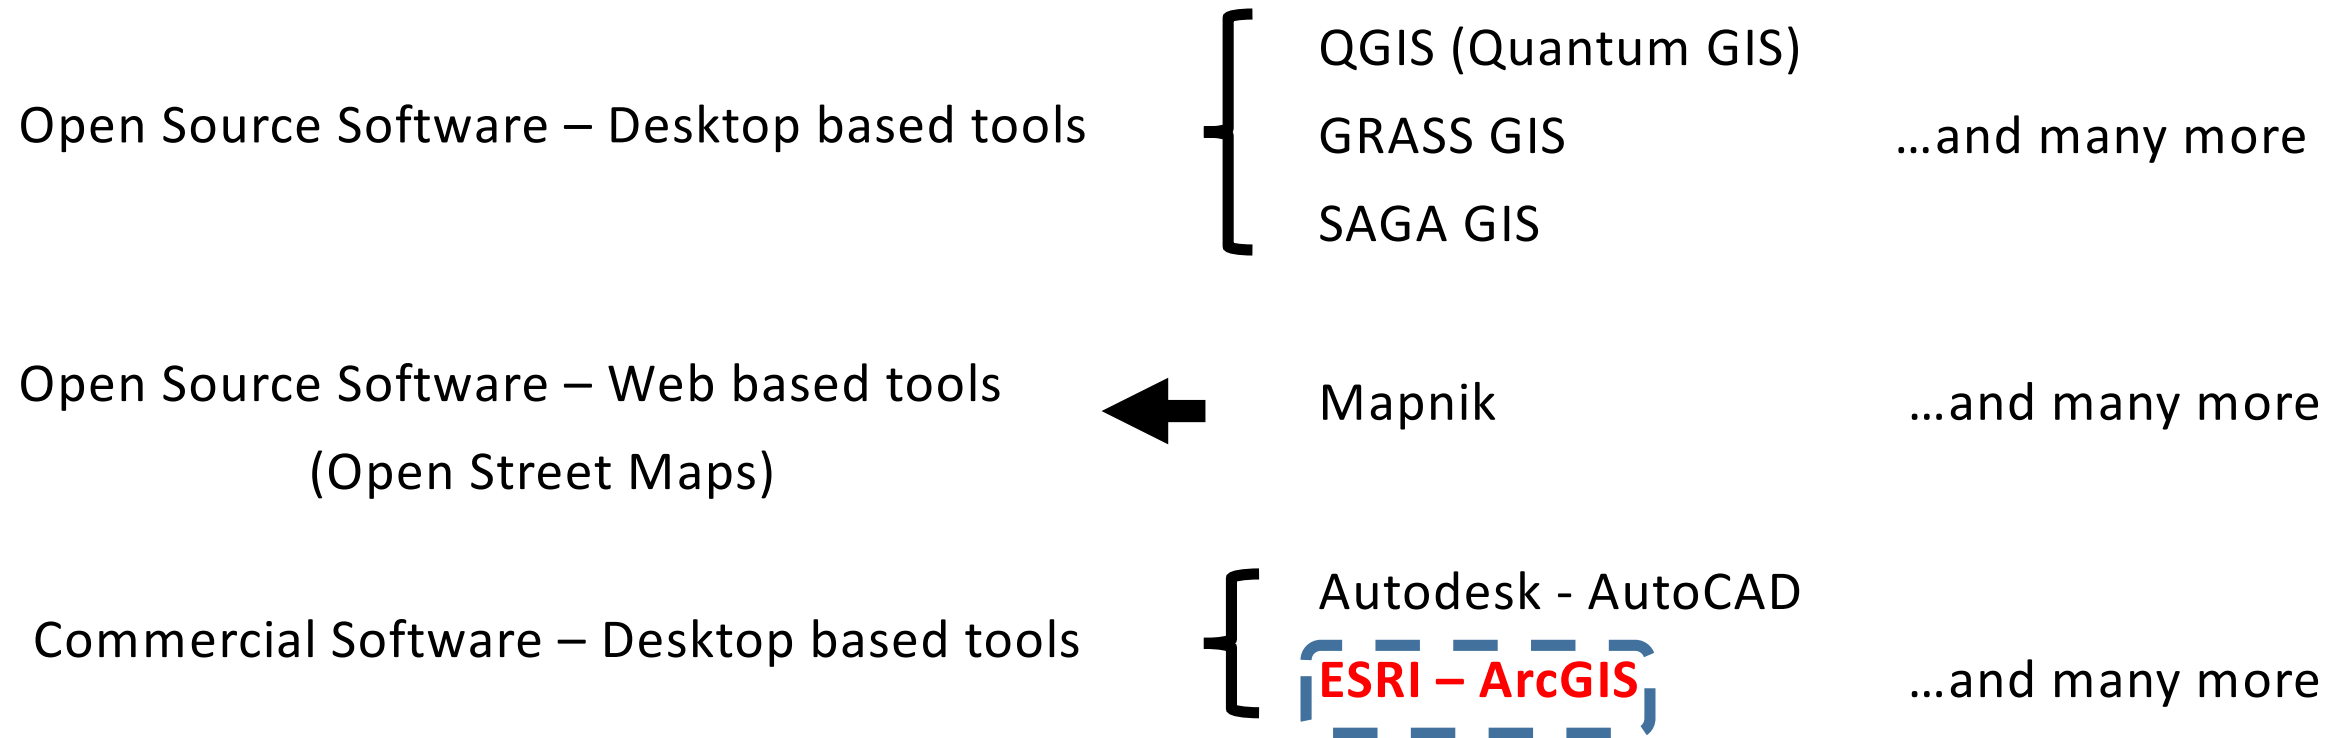 Open Source Software – Desktop based tools
QGIS (Quantum GIS)
GRASS GIS
SAGA GIS
...and many more
Open Source Software – Web based tools
(Open Street Maps)
Mapnik
...and many more
Commercial Software – Desktop based tools
Autodesk - AutoCAD
ESRI – ArcGIS
...and many more